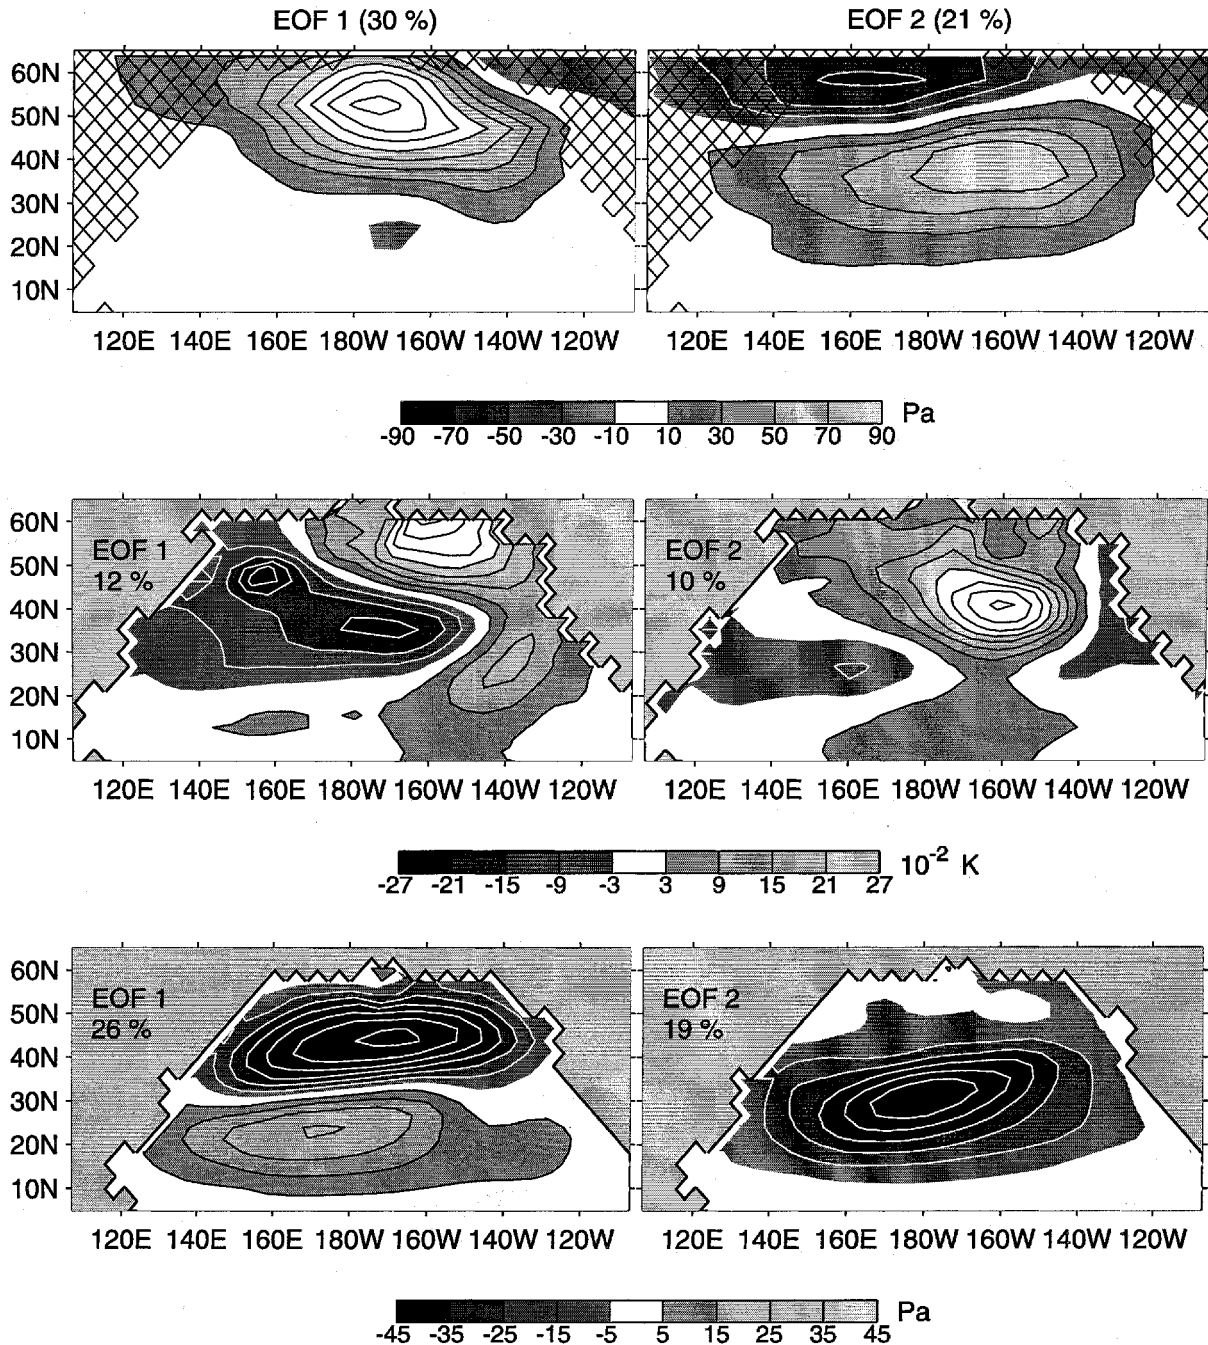 EOF 1 (30 %)
EOF 2 (21 %)
60N
50N
40N
30N
20N
10N
120E 140E 160E 180W 160W 140W 120W
120E 140E 160E 180W 160W 140W 120W
Pa
-90 -70 -50 -30 -10 10 30 50 70 90
60N
50N
40N
30N
20N
10N
EOF 1
12 %
EOF 2
10 %
120E 140E 160E 180W 160W 140W 120W
120E 140E 160E 180W 160W 140W 120W
10⁻² K
-27 -21 -15 -9 -3 3 9 15 21 27
60N
50N
40N
30N
20N
10N
EOF 1
26 %
EOF 2
19 %
120E 140E 160E 180W 160W 140W 120W
120E 140E 160E 180W 160W 140W 120W
Pa
-45 -35 -25 -15 -5 5 15 25 35 45